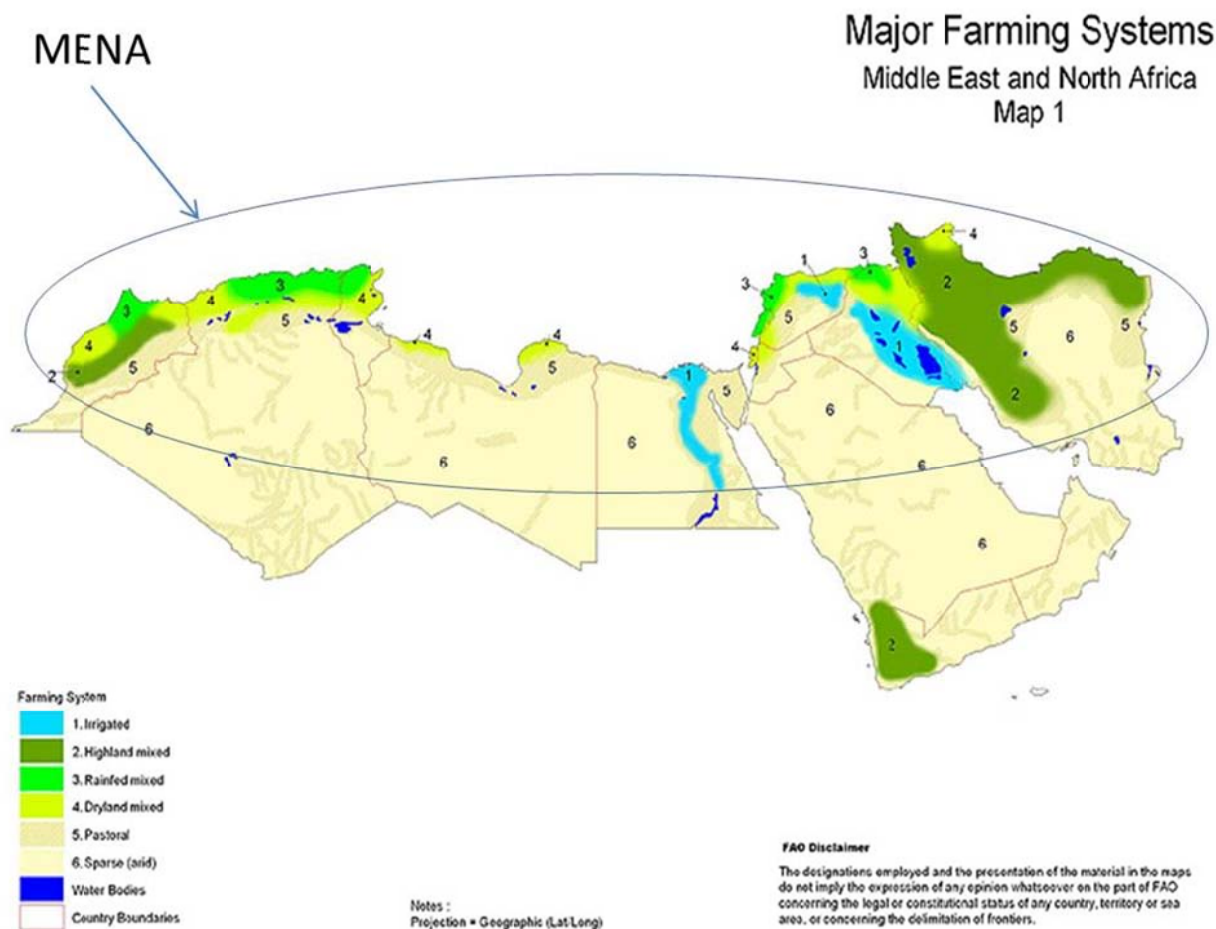 MENA
Major Farming Systems
Middle East and North Africa
Map 1
4
3
1
3
4
3
4
2
5
5
6
5
4
1
5
4
4
4
5
2
5
1
5
1
5
4
2
2
6
6
6
6
6
6
2
Farming System
1. Irrigated
2. Highland mixed
3. Rainfed mixed
4. Dryland mixed
5. Pastoral
6. Sparse (arid)
Water Bodies
Country Boundaries
Notes :
Projection = Geographic (Lat/Long)
FAO Disclaimer
The designations employed and the presentation of the material in the maps
do not imply the expression of any opinion whatsoever on the part of FAO
concerning the legal or constitutional status of any country, territory or sea
area, or concerning the delimitation of frontiers.